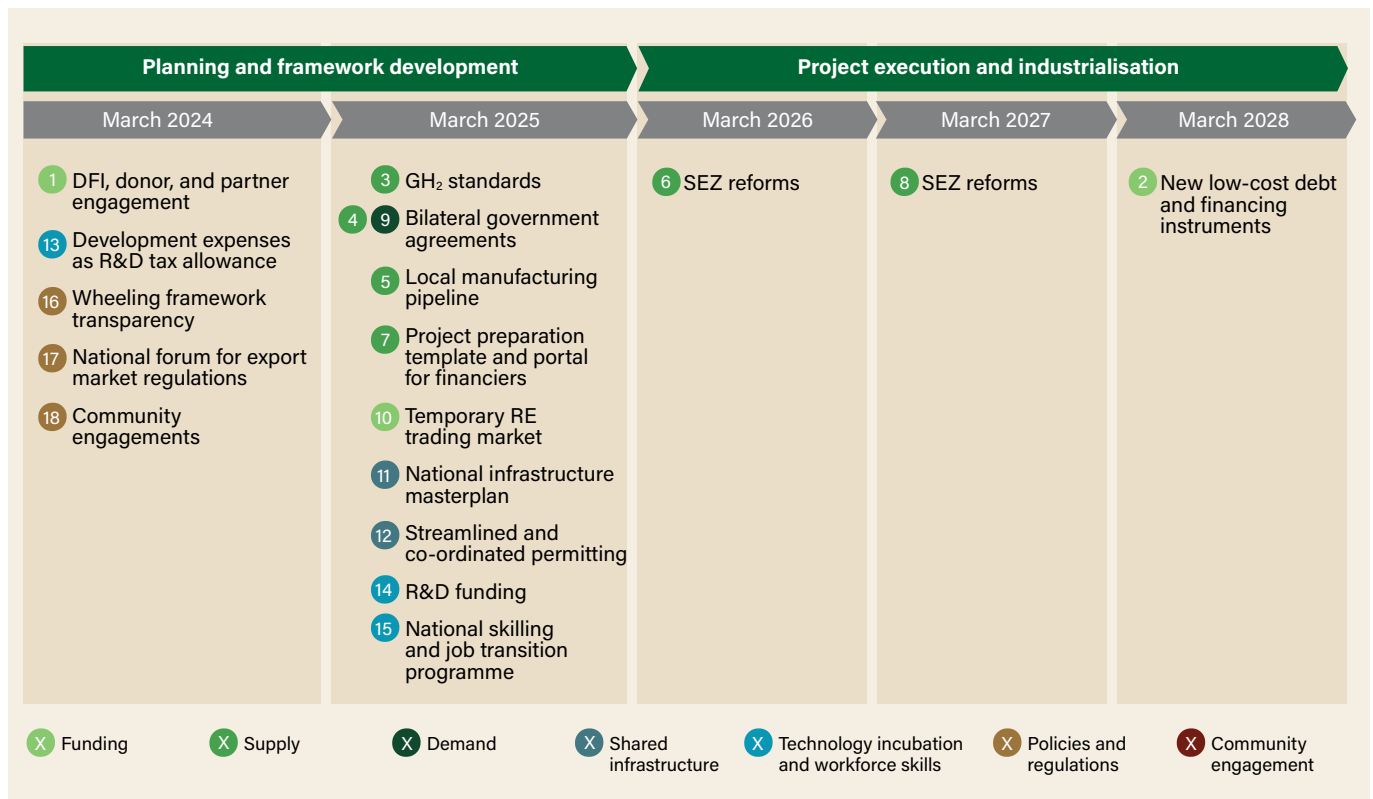 Planning and framework development
Project execution and industrialisation
March 2024
March 2025
March 2026
March 2027
March 2028
1 DFI, donor, and partner
engagement
13 Development expenses
as R&D tax allowance
16 Wheeling framework
transparency
17 National forum for export
market regulations
18 Community
engagements
3 GH₂ standards
4 9 Bilateral government
agreements
5 Local manufacturing
pipeline
7 Project preparation
template and portal
for financiers
10 Temporary RE
trading market
11 National infrastructure
masterplan
12 Streamlined and
co-ordinated permitting
14 R&D funding
15 National skilling
and job transition
programme
6 SEZ reforms
8 SEZ reforms
2 New low-cost debt
and financing
instruments
X Funding
X Supply
X Demand
X Shared
infrastructure
X Technology incubation
and workforce skills
X Policies and
regulations
X Community
engagement